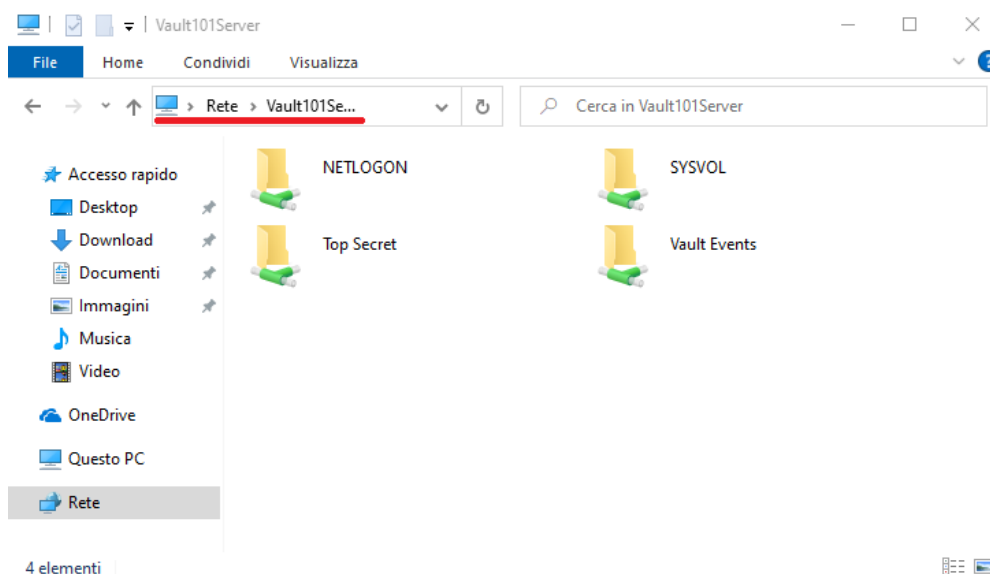 Vault101Server
File Home Condividi Visualizza
Rete Vault101Se... Cerca in Vault101Server
Accesso rapido
Desktop
Download
Documenti
Immagini
Musica
Video
OneDrive
Questo PC
Rete
NETLOGON SYSVOL
Top Secret Vault Events
4 elementi